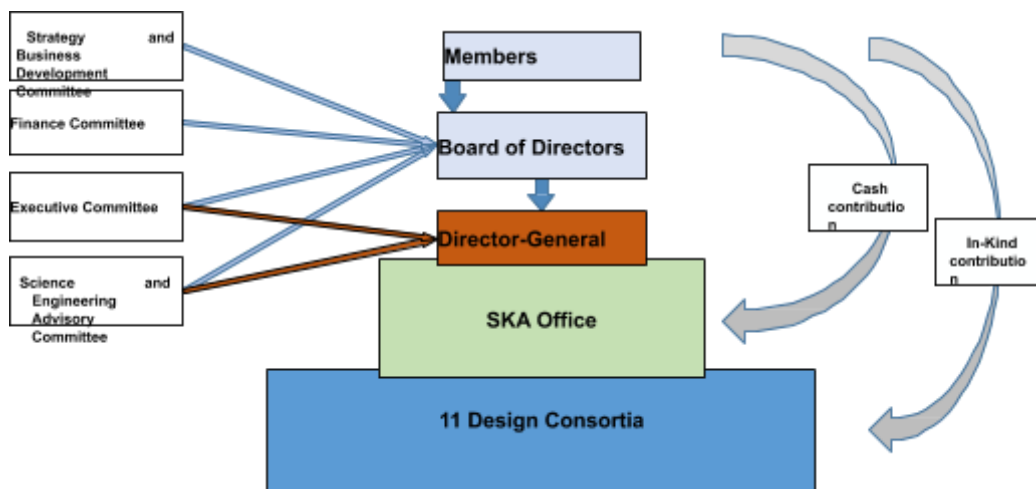 Strategy and
Business
Development
Committee
Finance Committee
Executive Committee
Science and
Engineering
Advisory
Committee
Members
Board of Directors
Director-General
SKA Office
11 Design Consortia
Cash
contributio
n
In-Kind
contributio
n